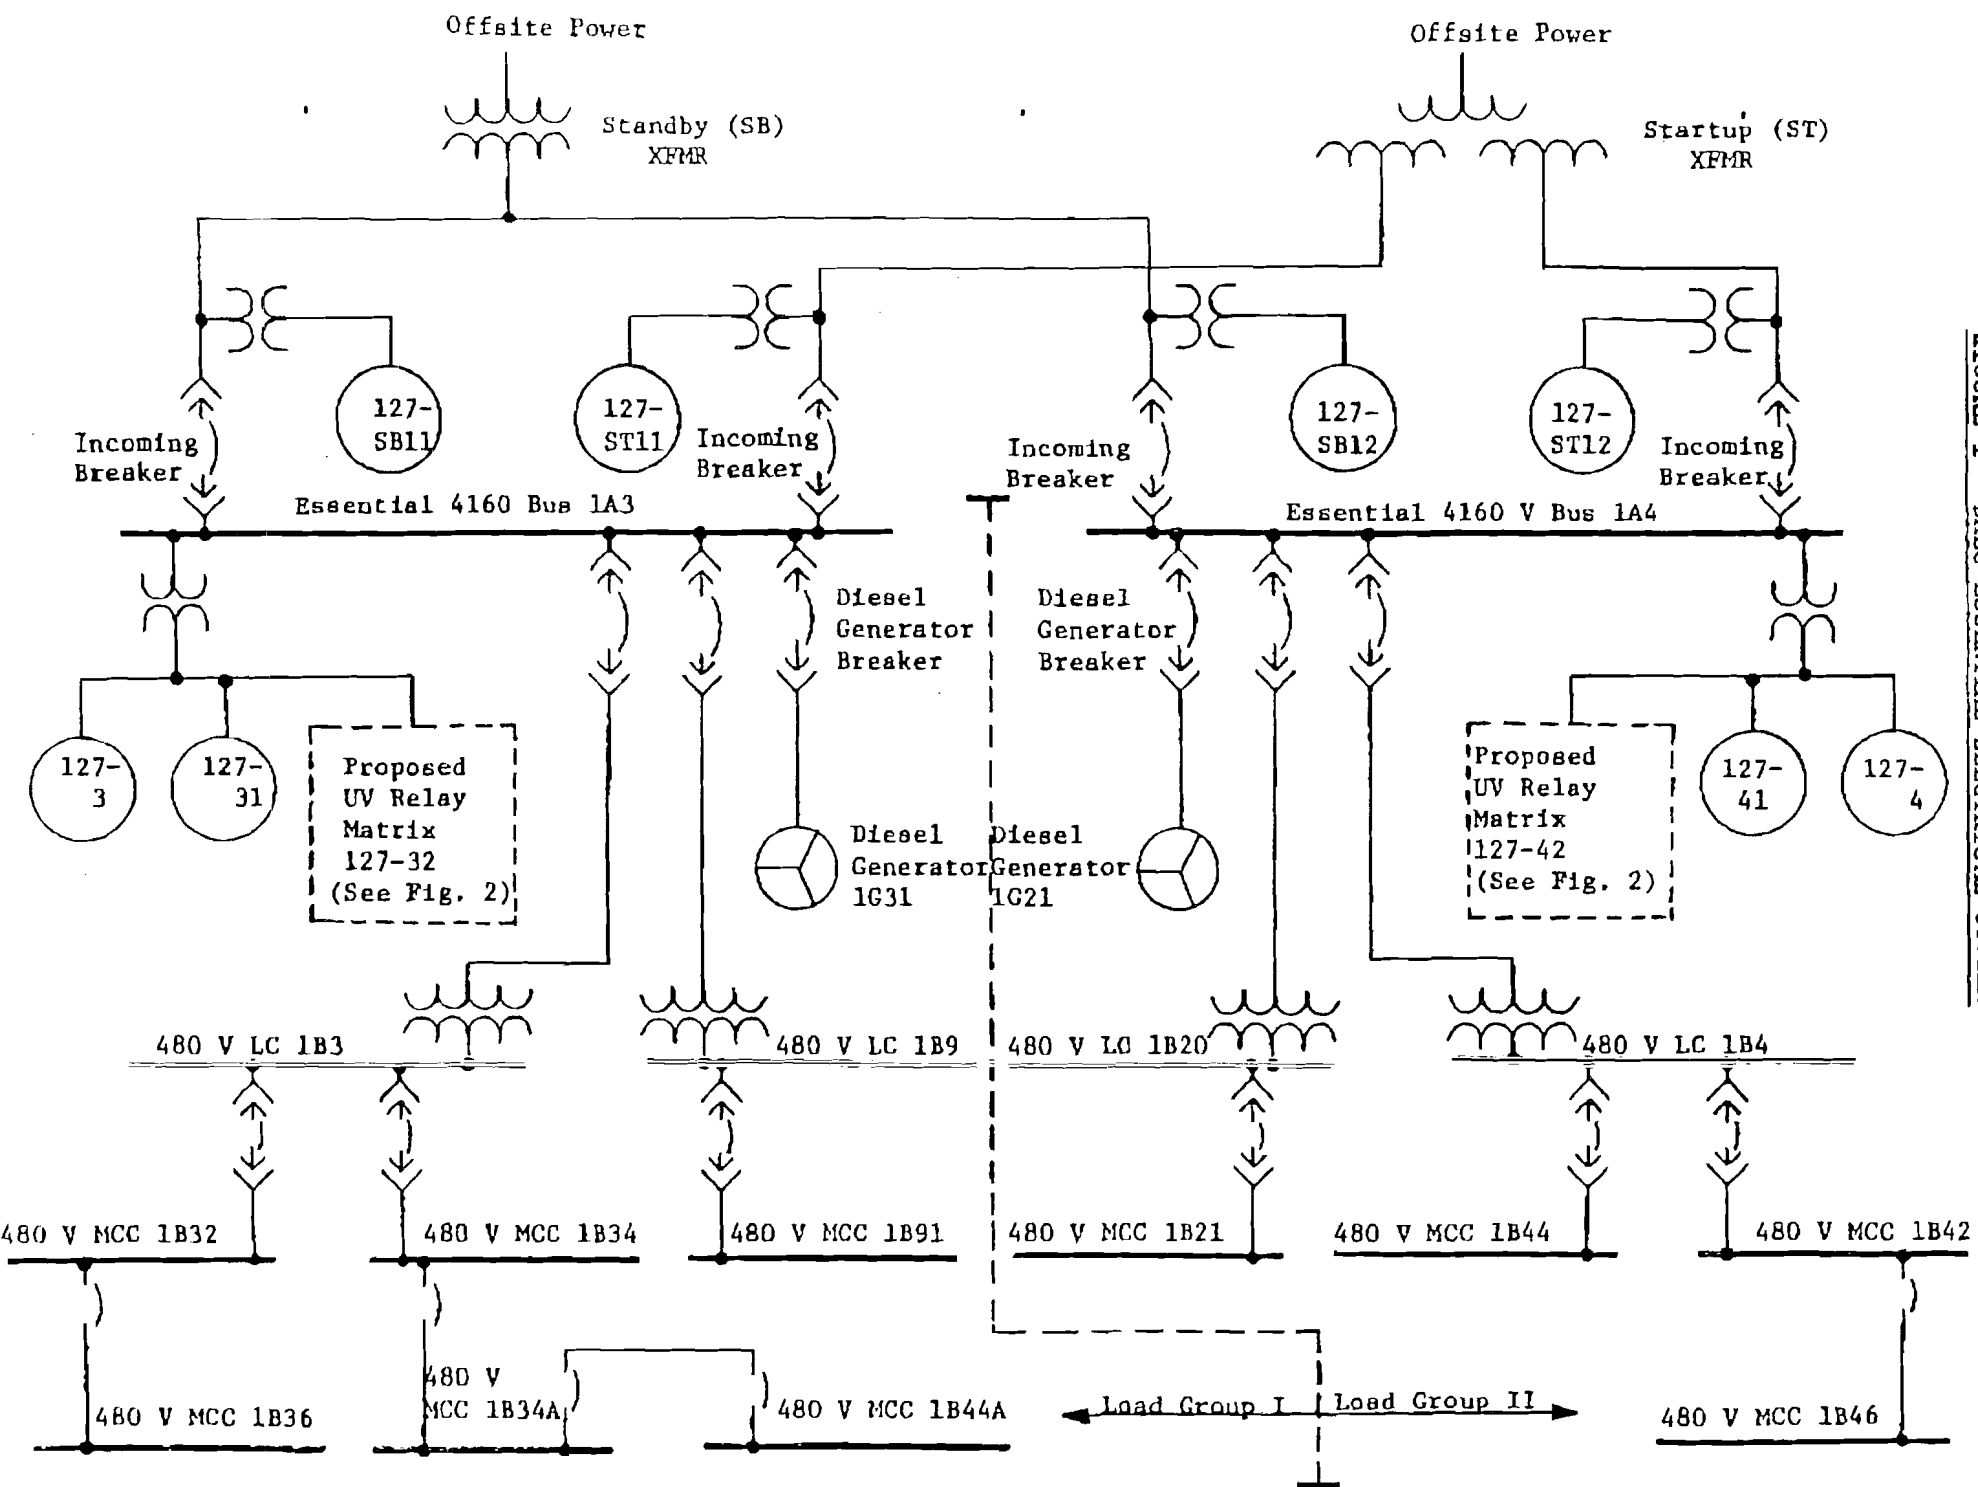 Offsite Power
Offsite Power
Standby (SB)
XFMR
Startup (ST)
XFMR
127-
SB11
127-
ST11
127-
SB12
127-
ST12
Incoming
Breaker
Incoming
Breaker
Incoming
Breaker
Incoming
Breaker
Essential 4160 Bus 1A3
Essential 4160 V Bus 1A4
Diesel
Generator
Breaker
Diesel
Generator
Breaker
127-
3
127-
31
Proposed
UV Relay
Matrix
127-32
(See Fig. 2)
Diesel
Generator
1G31
Diesel
Generator
1G21
Proposed
UV Relay
Matrix
127-42
(See Fig. 2)
127-
41
127-
4
480 V LC 1B3
480 V LC 1B9
480 V LC 1B20
480 V LC 1B4
480 V MCC 1B32
480 V MCC 1B34
480 V MCC 1B91
480 V MCC 1B21
480 V MCC 1B44
480 V MCC 1B42
480 V MCC 1B36
480 V
MCC 1B34A
480 V MCC 1B44A
Load Group I
Load Group II
480 V MCC 1B46